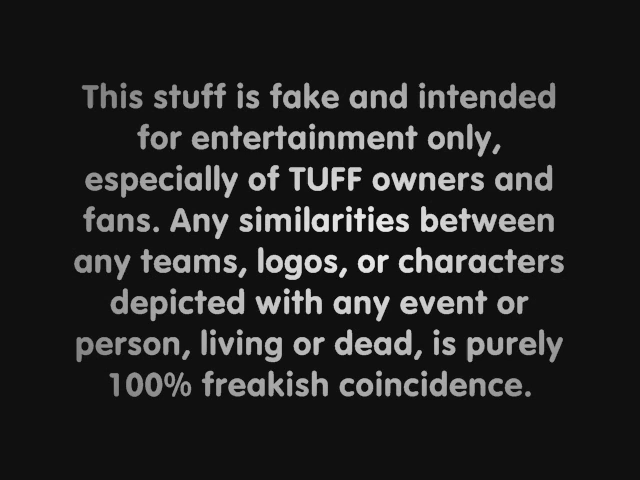 This stuff is fake and intended
for entertainment only,
especially of TUFF owners and
fans. Any similarities between
any teams, logos, or characters
depicted with any event or
person, living or dead, is purely
100% freakish coincidence.